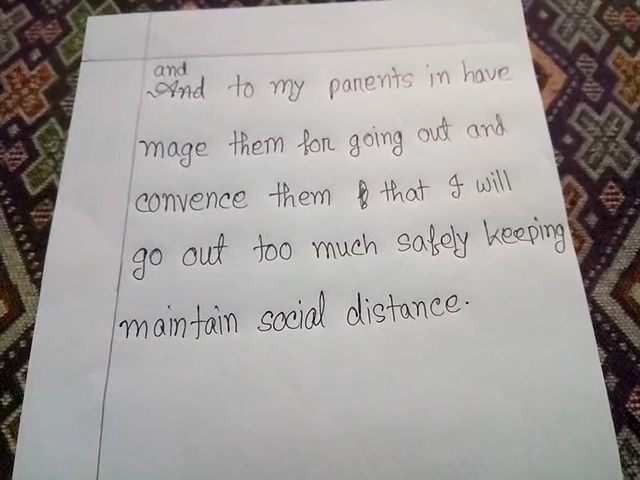 and
And to my parents in have
mage them for going out and
convence them that I will
go out too much safely keeping
maintain social distance.